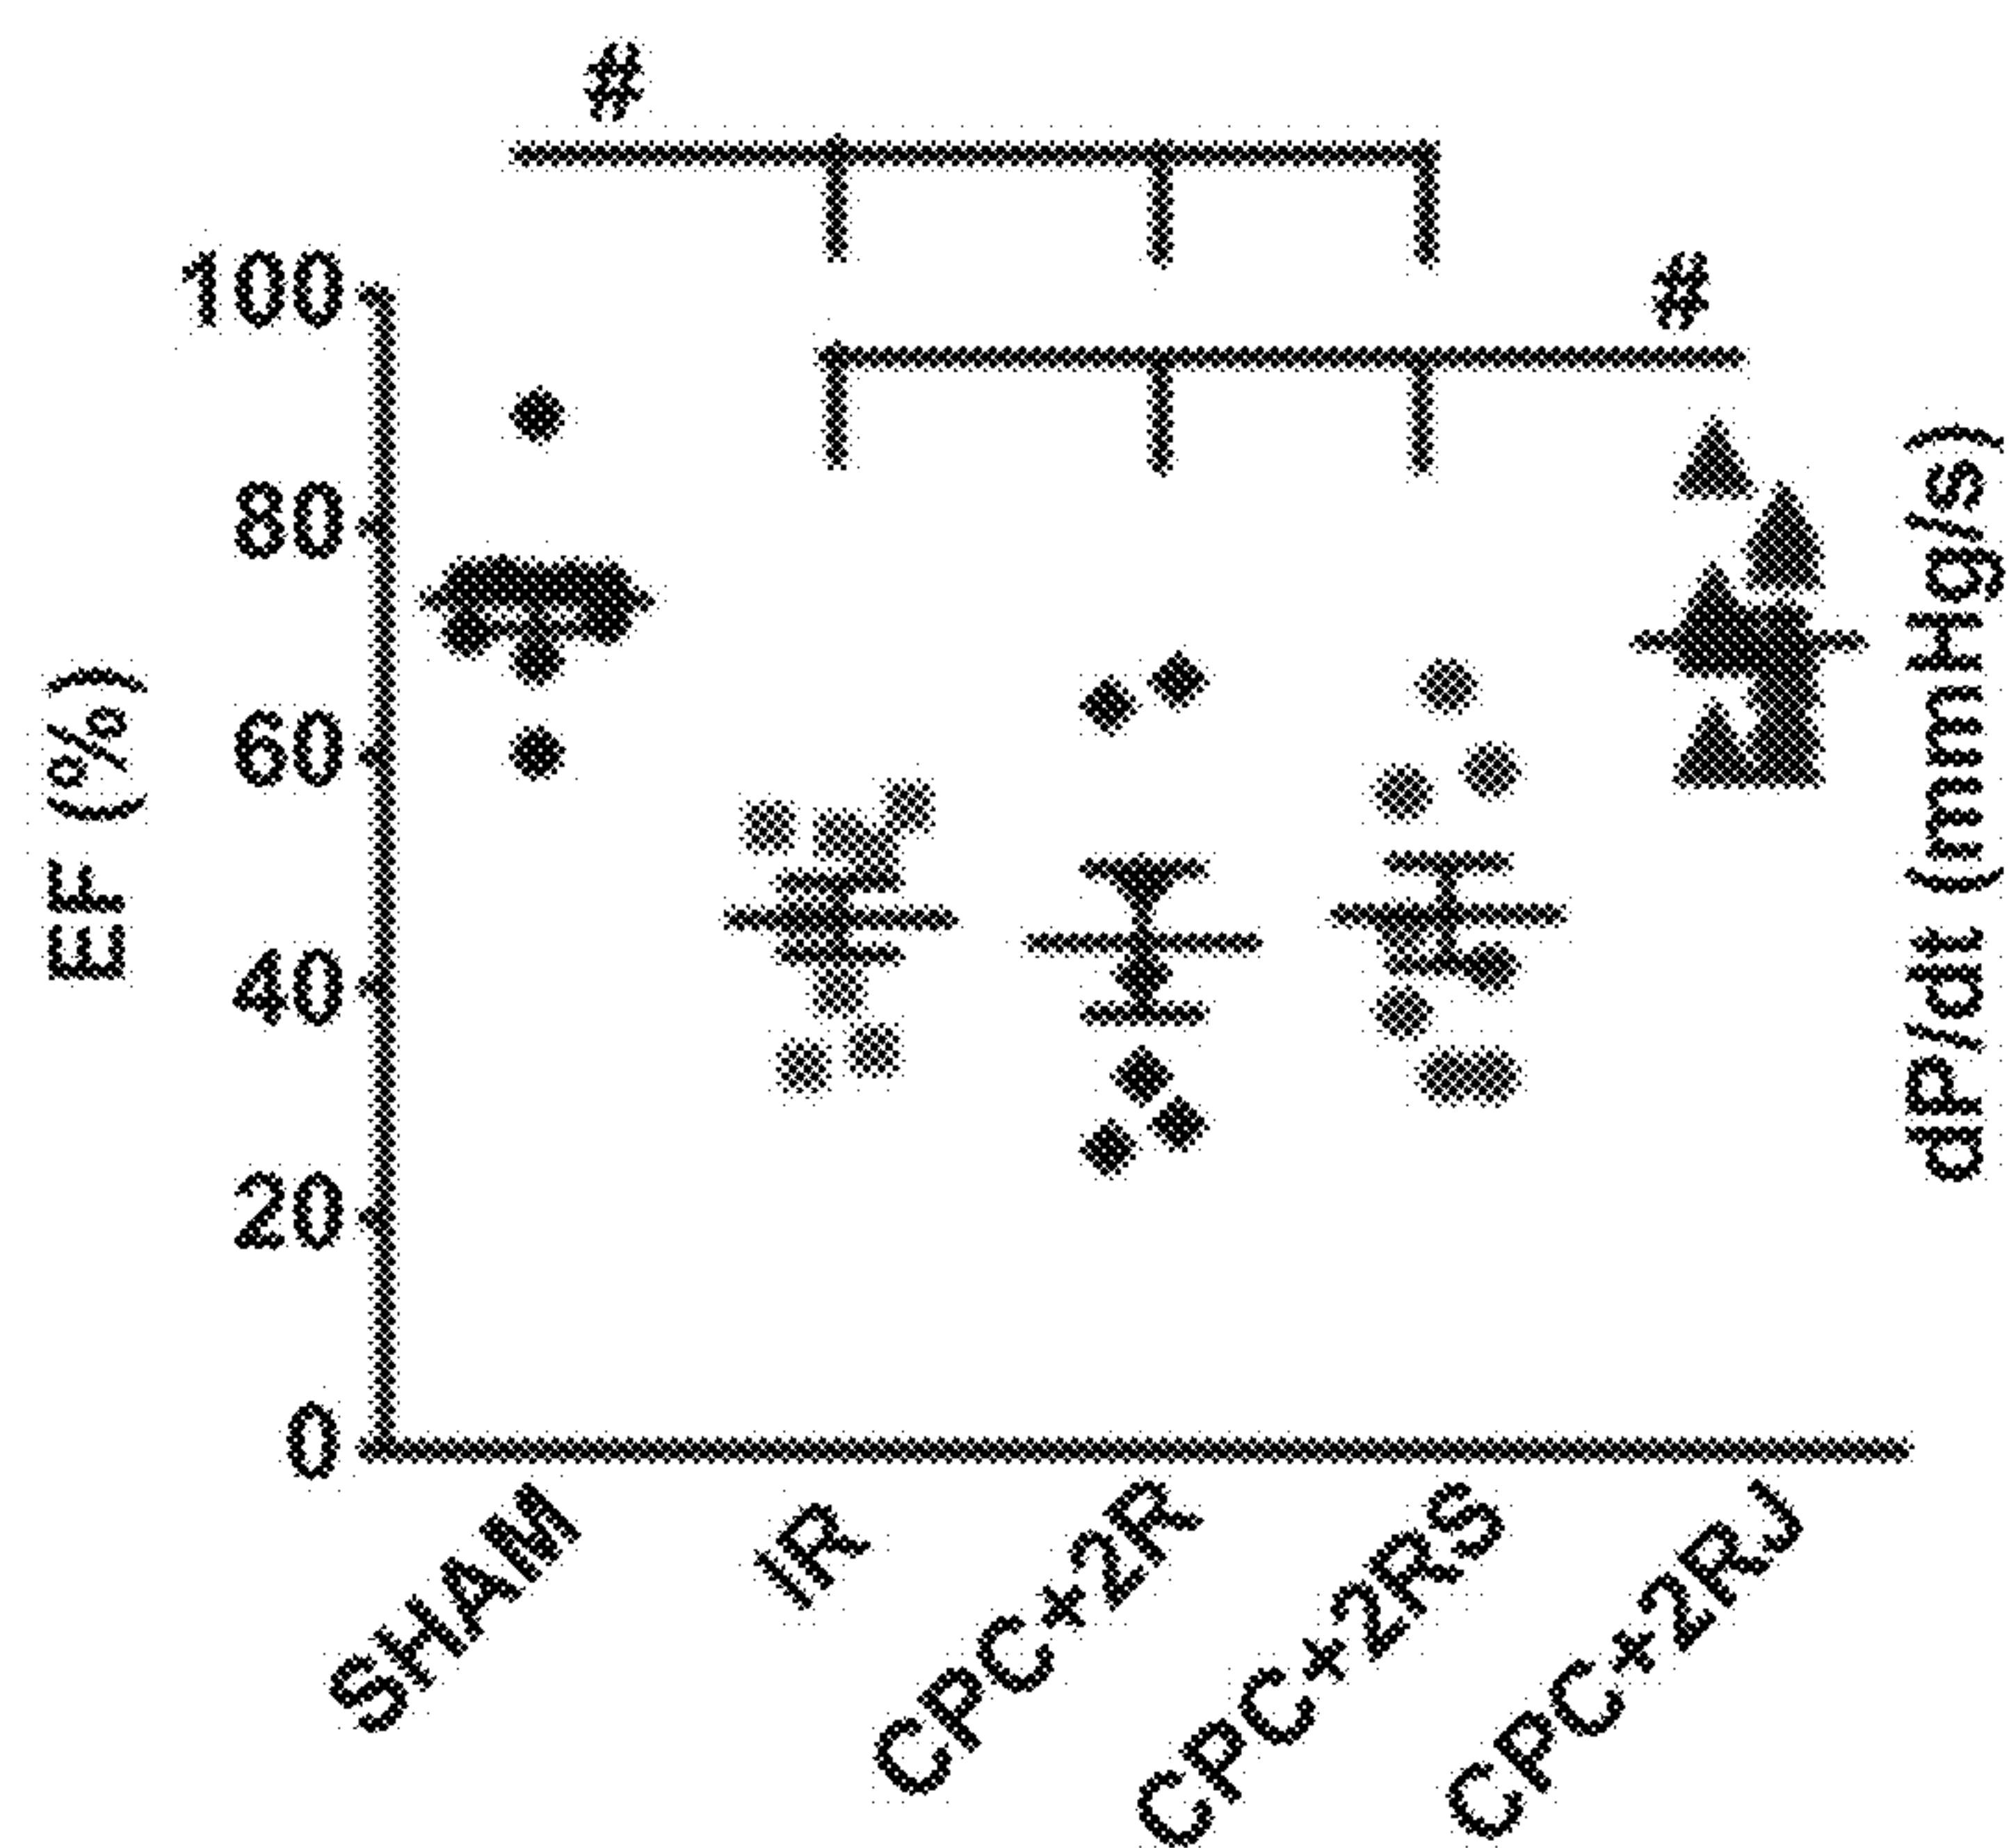 #
#
100
80
60
40
20
0
EF (%)
dP/dt (mmHg/s)
SHAM
IR
CPC+2R
CPC+2RS
CPC+2RJ